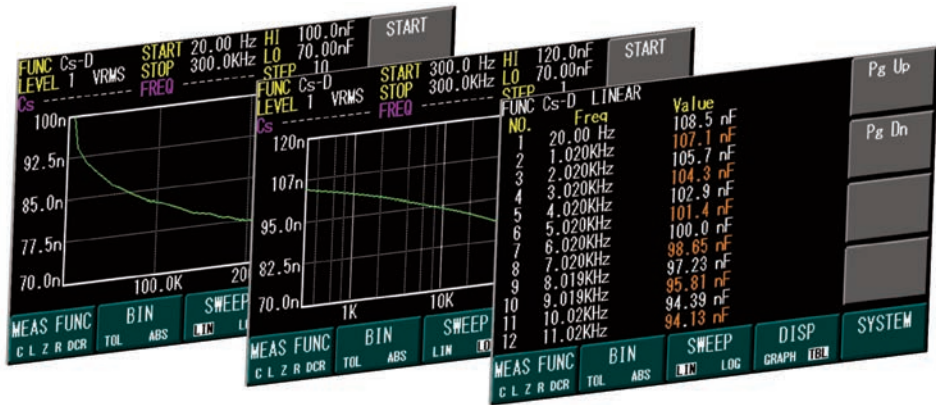 FUNC Cs-D START 20.00 Hz HI 100.0nF START
LEVEL 1 VRMS STOP 300.0KHz LO 70.00nF
STEP 10
Cs ---------- FREQ ----------
100n
92.5n
85.0n
77.5n
70.0n
100.0K 20
MEAS FUNC BIN SWEEP
C L Z R DCR TOL ABS LIN
FUNC Cs-D START 300.0 Hz HI 120.0nF START
LEVEL 1 VRMS STOP 300.0KHz LO 70.00nF
STEP 1
Cs ---------- FREQ ----------
120n
107n
95.0n
82.5n
70.0n
1K 10K
MEAS FUNC BIN SWEEP
C L Z R DCR TOL ABS LIN
FUNC Cs-D LINEAR Pg Up
NO. Freq Value
1 20.00 Hz 108.5 nF
2 1.020KHz 107.1 nF
3 2.020KHz 105.7 nF
4 3.020KHz 104.3 nF
5 4.020KHz 102.9 nF
6 5.020KHz 101.4 nF
7 6.020KHz 100.0 nF
8 7.020KHz 98.65 nF
9 8.019KHz 97.23 nF
10 9.019KHz 95.81 nF
11 10.02KHz 94.39 nF
12 11.02KHz 94.13 nF
Pg Dn
MEAS FUNC BIN SWEEP DISP SYSTEM
C L Z R DCR TOL ABS LIN LOG GRAPH TBL